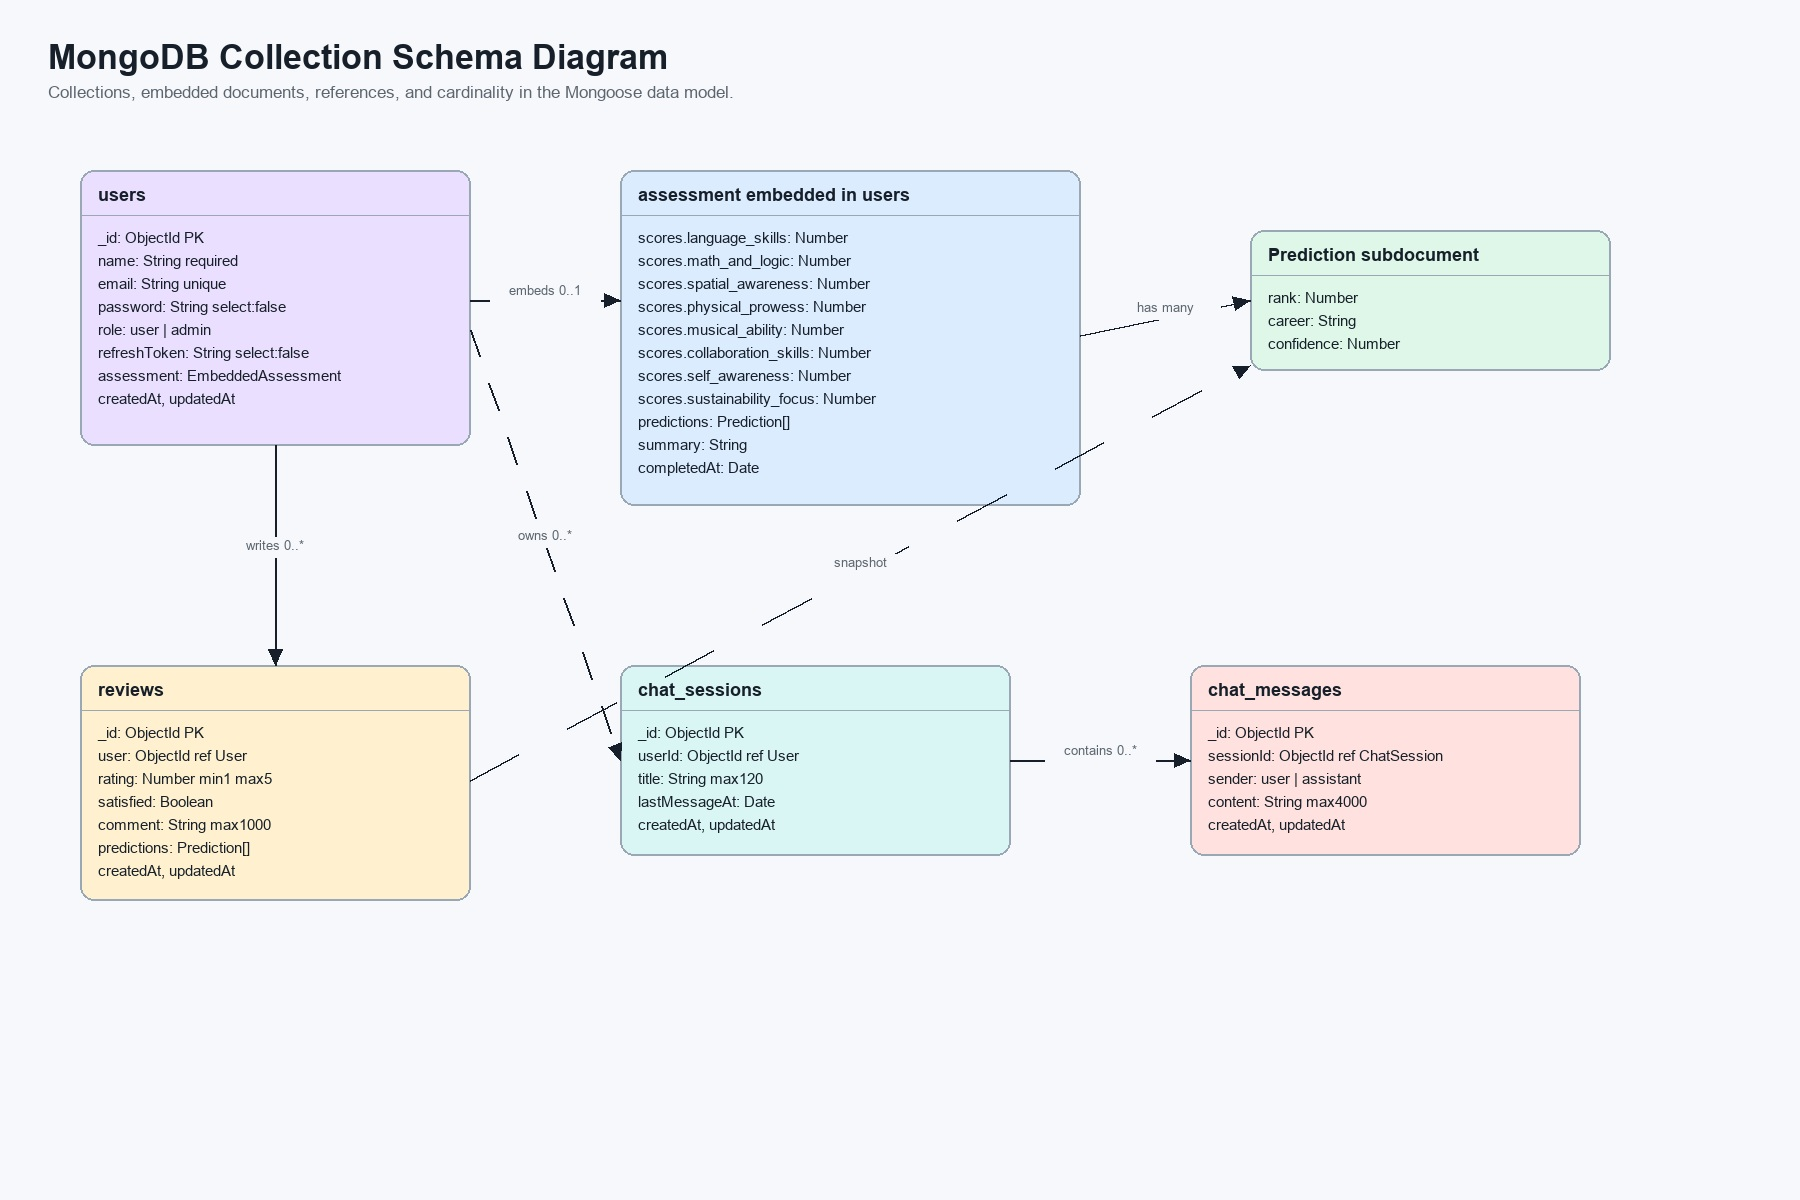 MongoDB Collection Schema Diagram
Collections, embedded documents, references, and cardinality in the Mongoose data model.
users
_id: ObjectId PK
name: String required
email: String unique
password: String select:false
role: user | admin
refreshToken: String select:false
assessment: EmbeddedAssessment
createdAt, updatedAt
embeds 0..1
assessment embedded in users
scores.language_skills: Number
scores.math_and_logic: Number
scores.spatial_awareness: Number
scores.physical_prowess: Number
scores.musical_ability: Number
scores.collaboration_skills: Number
scores.self_awareness: Number
scores.sustainability_focus: Number
predictions: Prediction[]
summary: String
completedAt: Date
has many
Prediction subdocument
rank: Number
career: String
confidence: Number
writes 0..*
owns 0..*
snapshot
reviews
_id: ObjectId PK
user: ObjectId ref User
rating: Number min1 max5
satisfied: Boolean
comment: String max1000
predictions: Prediction[]
createdAt, updatedAt
chat_sessions
_id: ObjectId PK
userId: ObjectId ref User
title: String max120
lastMessageAt: Date
createdAt, updatedAt
contains 0..*
chat_messages
_id: ObjectId PK
sessionId: ObjectId ref ChatSession
sender: user | assistant
content: String max4000
createdAt, updatedAt